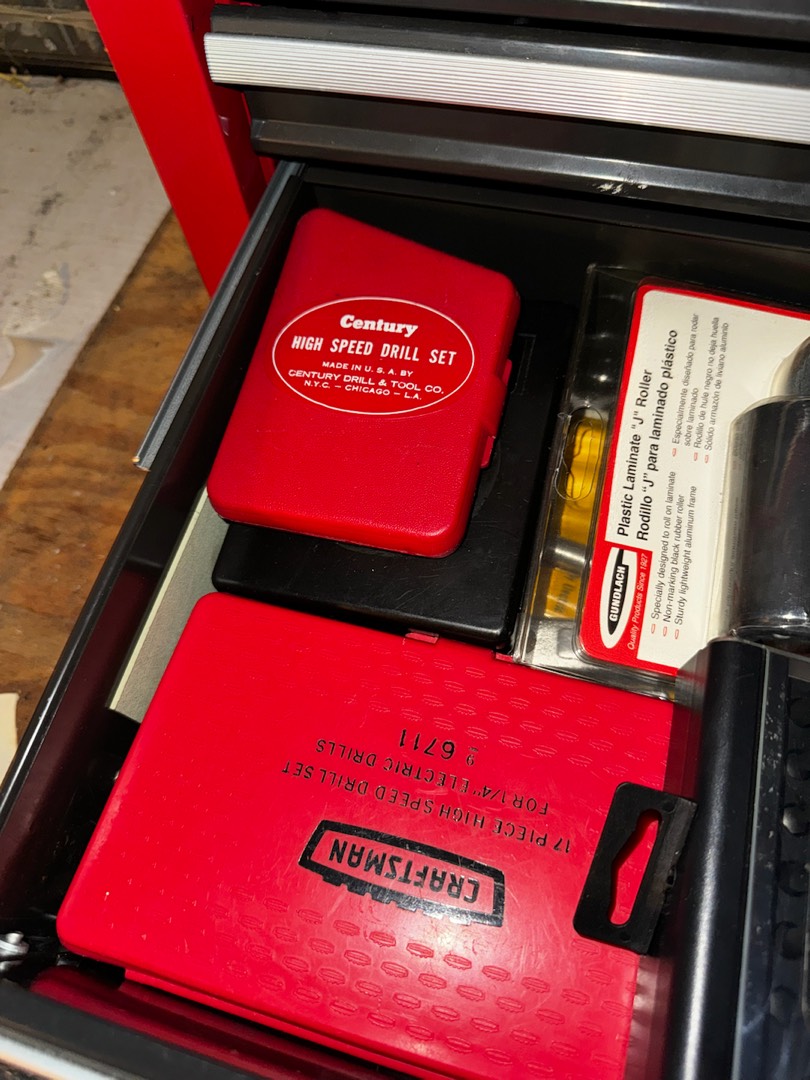 Century
HIGH SPEED DRILL SET
MADE IN U. S. A. BY
CENTURY DRILL & TOOL CO.
N.Y.C. – CHICAGO – L.A.
Plastic Laminate "J" Roller
Rodillo "J" para laminado plástico
GUNDLACH
Quality Products Since 1927
Specially designed to roll on laminate
Non-marking black rubber roller
Sturdy lightweight aluminum frame
Especialmente diseñado para rodar
sobre laminado
Rodillo de hule negro no deja huella
Sólido armazón de liviano aluminio
CRAFTSMAN
17 PIECE HIGH SPEED DRILL SET
FOR 1/4" ELECTRIC DRILLS
9 6711